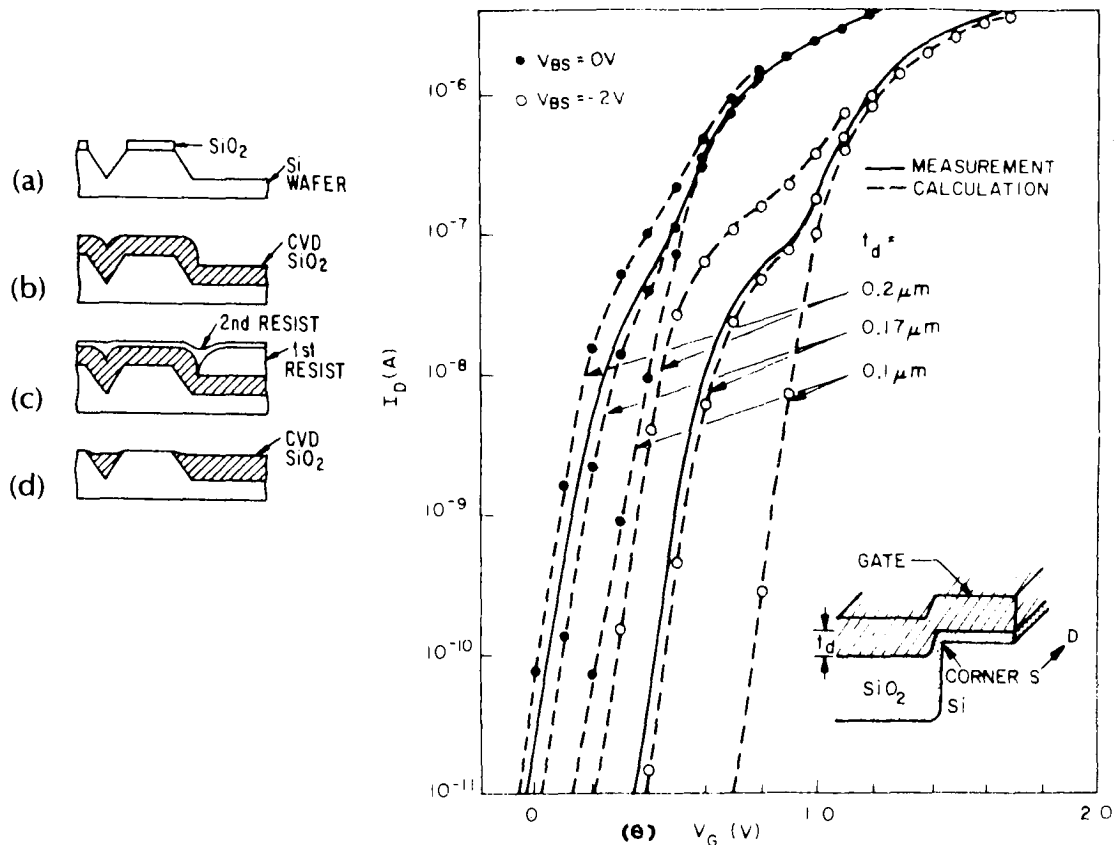 (a)
SiO2
Si
WAFER
(b)
CVD
SiO2
(c)
2nd RESIST
1st
RESIST
(d)
CVD
SiO2
● VBS = 0V
○ VBS = -2V
MEASUREMENT
CALCULATION
td =
0.2 μm
0.17 μm
0.1 μm
ID (A)
10-6
10-7
10-8
10-9
10-10
10-11
GATE
td
D
CORNER S
SiO2
Si
0
1 0
2 0
(e) VG (V)